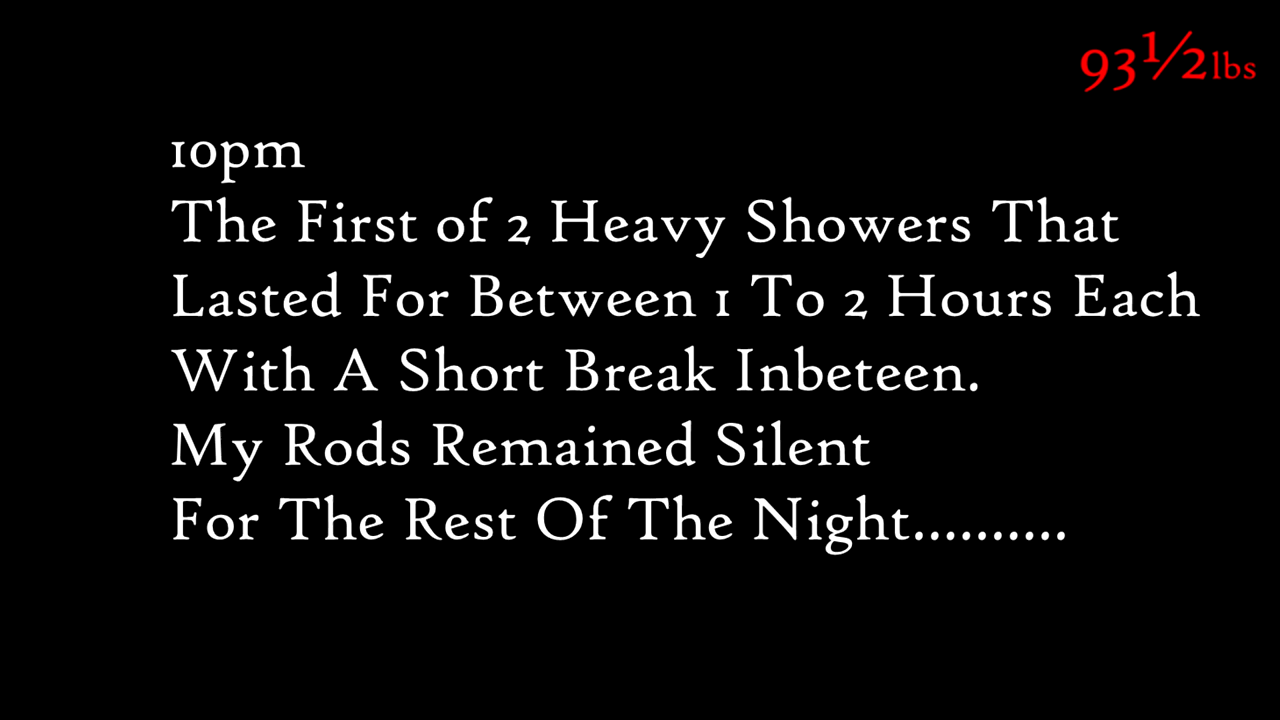 93½lbs
10pm
The First of 2 Heavy Showers That
Lasted For Between 1 To 2 Hours Each
With A Short Break Inbeteen.
My Rods Remained Silent
For The Rest Of The Night..........